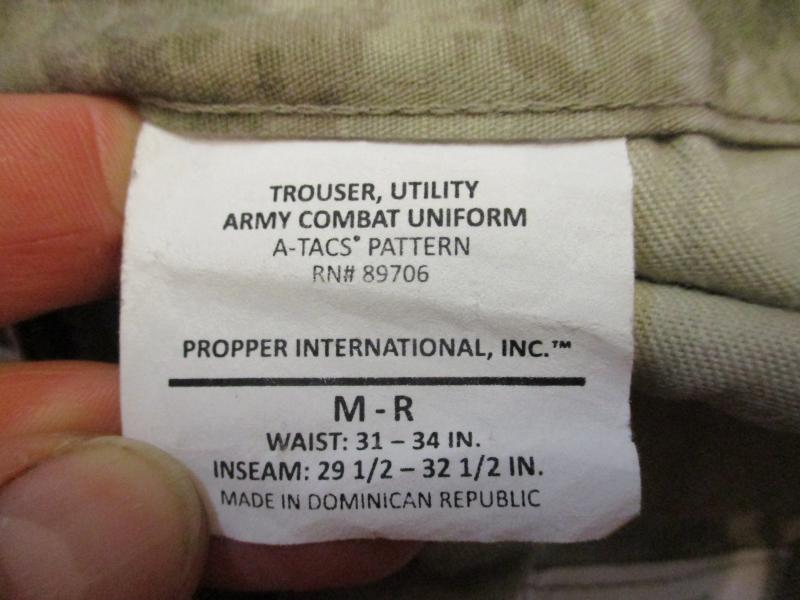 TROUSER, UTILITY
ARMY COMBAT UNIFORM
A-TACS® PATTERN
RN# 89706
PROPPER INTERNATIONAL, INC.™
M - R
WAIST: 31 – 34 IN.
INSEAM: 29 1/2 – 32 1/2 IN.
MADE IN DOMINICAN REPUBLIC